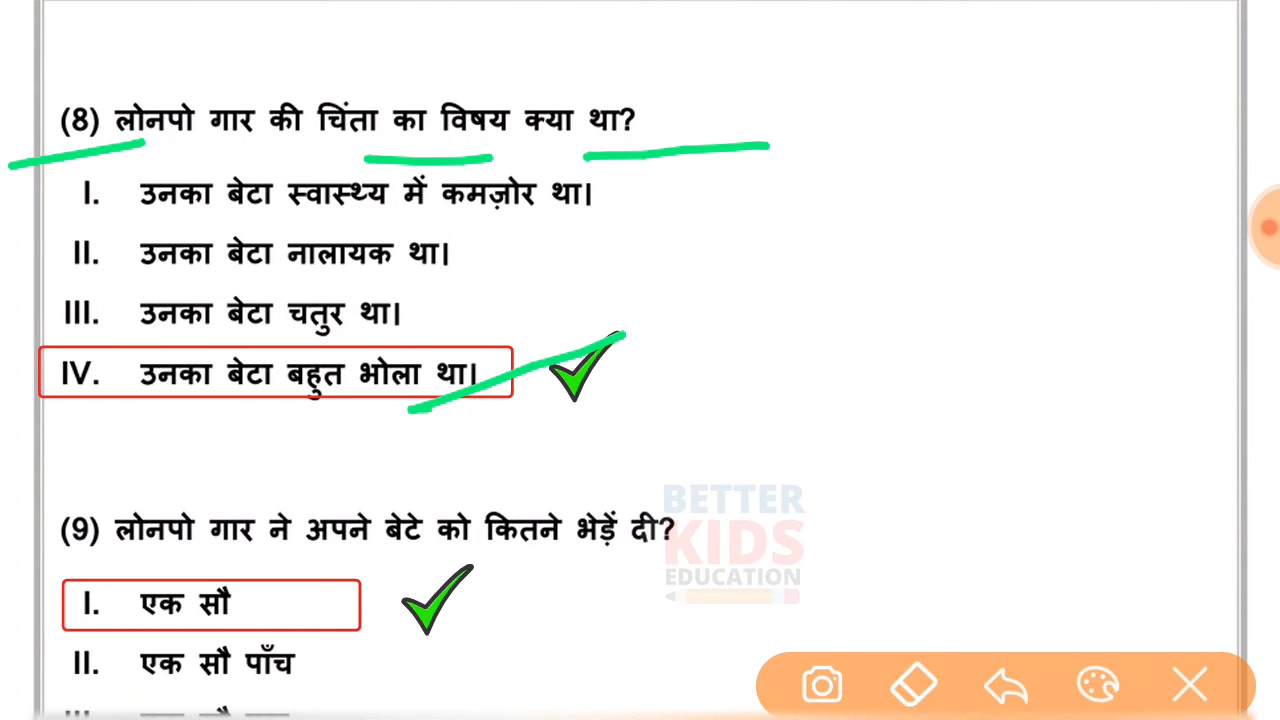 (8) लोनपो गार की चिंता का विषय क्या था?
I. उनका बेटा स्वास्थ्य में कमज़ोर था।
II. उनका बेटा नालायक था।
III. उनका बेटा चतुर था।
IV. उनका बेटा बहुत भोला था।
(9) लोनपो गार ने अपने बेटे को कितने भेड़ें दी?
I. एक सौ
II. एक सौ पाँच
BETTER
KIDS
EDUCATION